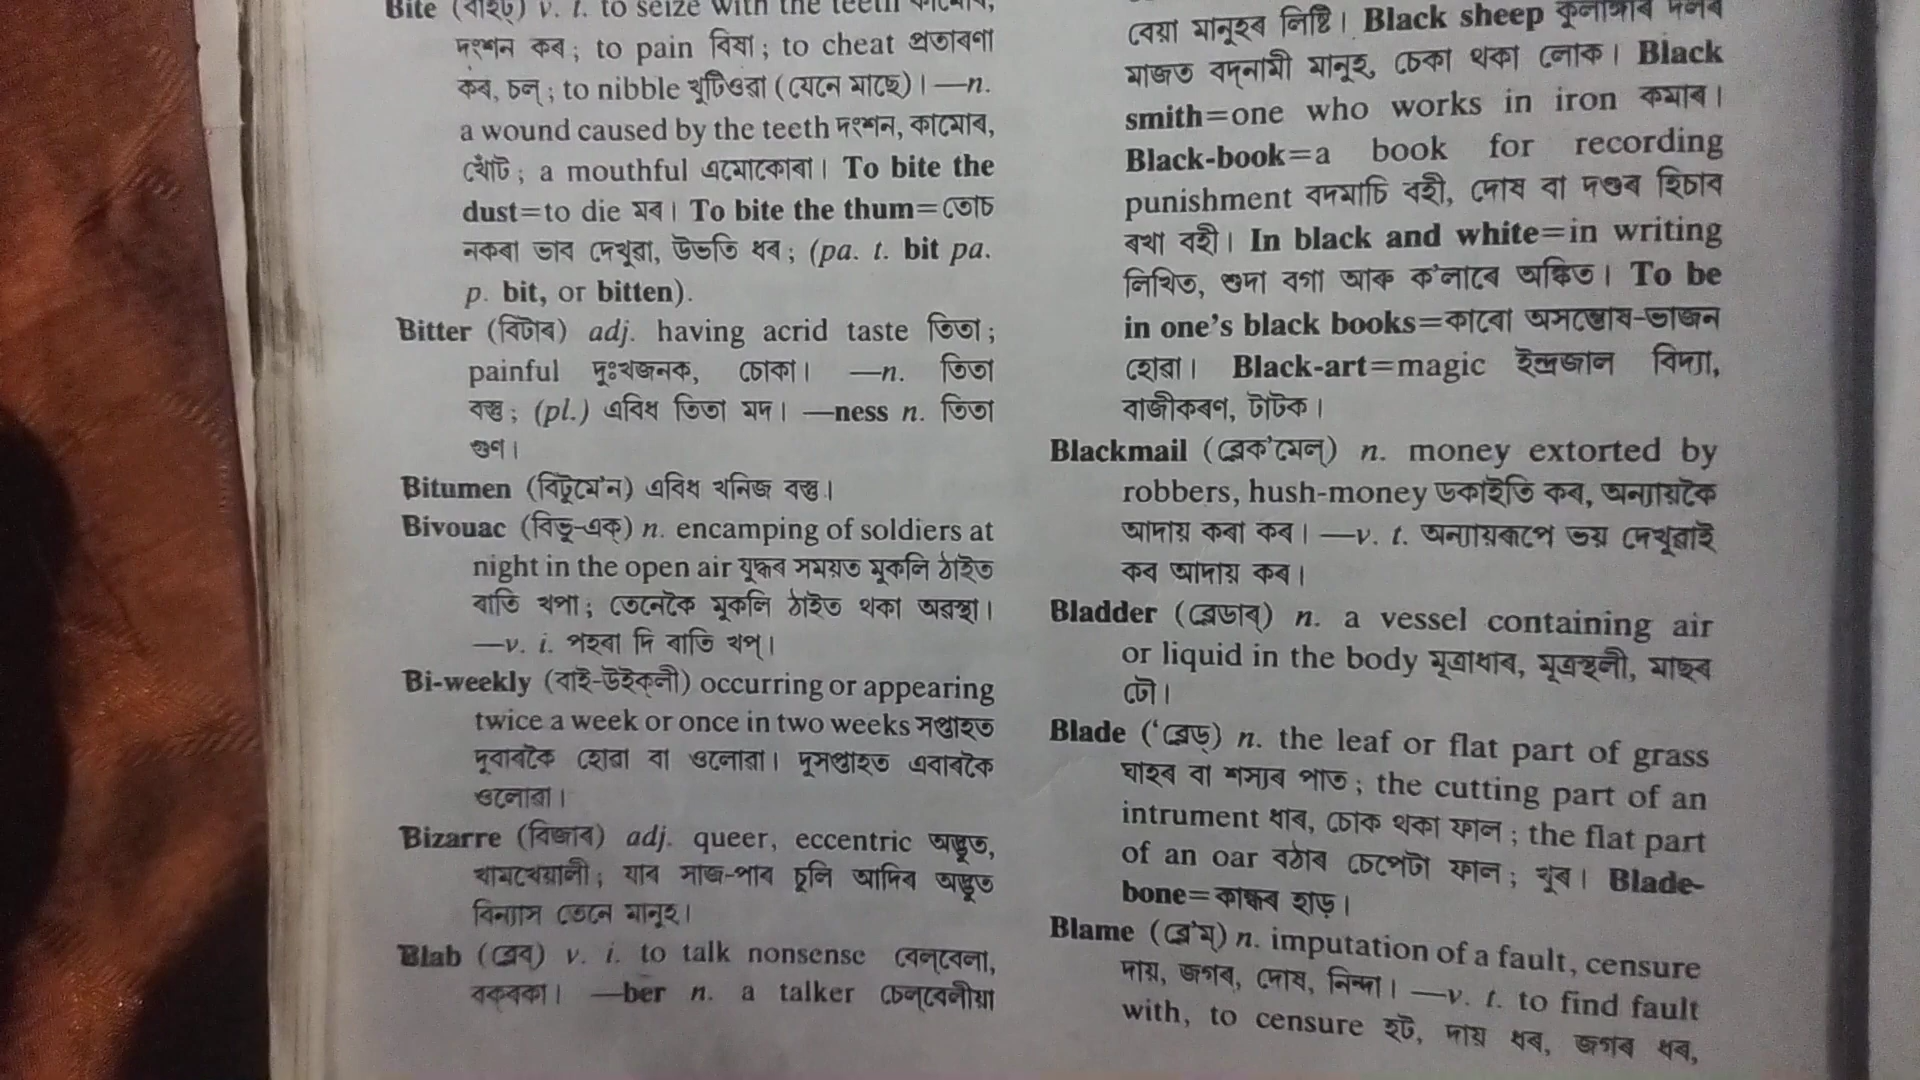 Bite (বাইট্) v. t. to seize with the teeth কামোৰ,
দংশন কৰ; to pain বিষা; to cheat প্ৰতাৰণা
কৰ, চল্; to nibble খুটিওৱা (যেনে মাছে)। —n.
a wound caused by the teeth দংশন, কামোৰ,
খোঁট; a mouthful এমোকোৰা। To bite the
dust=to die মৰ। To bite the thum=তোচ
নকৰা ভাব দেখুৱা, উভতি ধৰ; (pa. t. bit pa.
p. bit, or bitten).
Bitter (বিটাৰ) adj. having acrid taste তিতা;
painful দুঃখজনক, চোকা। —n. তিতা
বস্তু; (pl.) এবিধ তিতা মদ। —ness n. তিতা
গুণ।
Bitumen (বিটুমে'ন) এবিধ খনিজ বস্তু।
Bivouac (বিভূ-এক্) n. encamping of soldiers at
night in the open air যুদ্ধৰ সময়ত মুকলি ঠাইত
ৰাতি খপা; তেনেকৈ মুকলি ঠাইত থকা অৱস্থা।
—v. i. পহৰা দি ৰাতি খপ্।
Bi-weekly (বাই-উইক্‌লী) occurring or appearing
twice a week or once in two weeks সপ্তাহত
দুবাৰকৈ হোৱা বা ওলোৱা। দুসপ্তাহত এবাৰকৈ
ওলোৱা।
Bizarre (বিজাৰ) adj. queer, eccentric অদ্ভুত,
খামখেয়ালী; যাৰ সাজ-পাৰ চুলি আদিৰ অদ্ভুত
বিন্যাস তেনে মানুহ।
Blab (ব্লেব) v. i. to talk nonsense বেল্‌বেলা,
বক্‌বকা। —ber n. a talker চেল্‌বেলীয়া
বেয়া মানুহৰ লিষ্টি। Black sheep কুলাঙ্গাৰ দলৰ
মাজত বদ্‌নামী মানুহ, চেকা থকা লোক। Black
smith=one who works in iron কমাৰ।
Black-book=a book for recording
punishment বদমাচি বহী, দোষ বা দণ্ডৰ হিচাব
ৰখা বহী। In black and white=in writing
লিখিত, শুদা বগা আৰু ক'লাৰে অঙ্কিত। To be
in one's black books=কাৰো অসন্তোষ-ভাজন
হোৱা। Black-art=magic ইন্দ্ৰজাল বিদ্যা,
বাজীকৰণ, টাটক।
Blackmail (ব্লেক'মেল্) n. money extorted by
robbers, hush-money ডকাইতি কৰ, অন্যায়কৈ
আদায় কৰা কৰ। —v. t. অন্যায়ৰূপে ভয় দেখুৱাই
কৰ আদায় কৰ।
Bladder (ব্লেডাৰ্) n. a vessel containing air
or liquid in the body মূত্ৰাধাৰ, মূত্ৰস্থলী, মাছৰ
টৌ।
Blade ('ব্লেড্) n. the leaf or flat part of grass
ঘাহৰ বা শস্যৰ পাত; the cutting part of an
intrument ধাৰ, চোক থকা ফাল; the flat part
of an oar বঠাৰ চেপেটা ফাল; খুৰ। Blade-
bone=কান্ধৰ হাড়।
Blame (ব্লে'ম্) n. imputation of a fault, censure
দায়, জগৰ, দোষ, নিন্দা। —v. t. to find fault
with, to censure হট, দায় ধৰ, জগৰ ধৰ,